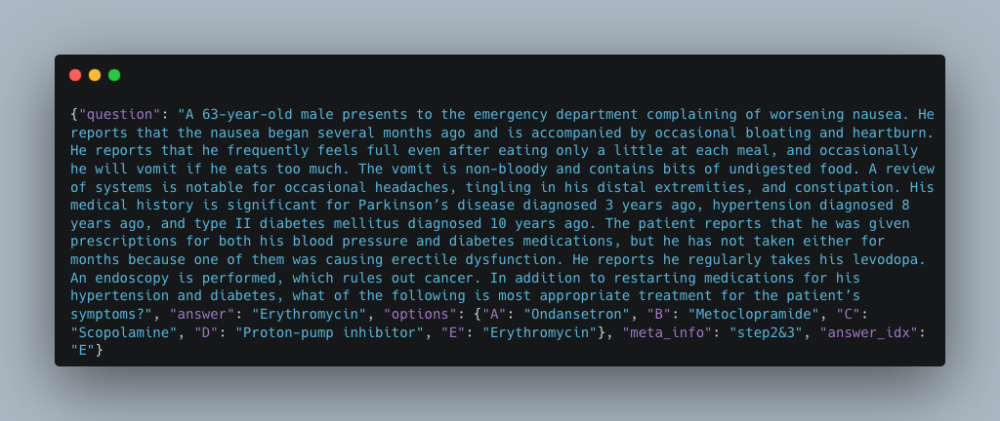 {"question": "A 63-year-old male presents to the emergency department complaining of worsening nausea. He
reports that the nausea began several months ago and is accompanied by occasional bloating and heartburn.
He reports that he frequently feels full even after eating only a little at each meal, and occasionally
he will vomit if he eats too much. The vomit is non-bloody and contains bits of undigested food. A review
of systems is notable for occasional headaches, tingling in his distal extremities, and constipation. His
medical history is significant for Parkinson’s disease diagnosed 3 years ago, hypertension diagnosed 8
years ago, and type II diabetes mellitus diagnosed 10 years ago. The patient reports that he was given
prescriptions for both his blood pressure and diabetes medications, but he has not taken either for
months because one of them was causing erectile dysfunction. He reports he regularly takes his levodopa.
An endoscopy is performed, which rules out cancer. In addition to restarting medications for his
hypertension and diabetes, what of the following is most appropriate treatment for the patient’s
symptoms?", "answer": "Erythromycin", "options": {"A": "Ondansetron", "B": "Metoclopramide", "C":
"Scopolamine", "D": "Proton-pump inhibitor", "E": "Erythromycin"}, "meta_info": "step2&3", "answer_idx":
"E"}